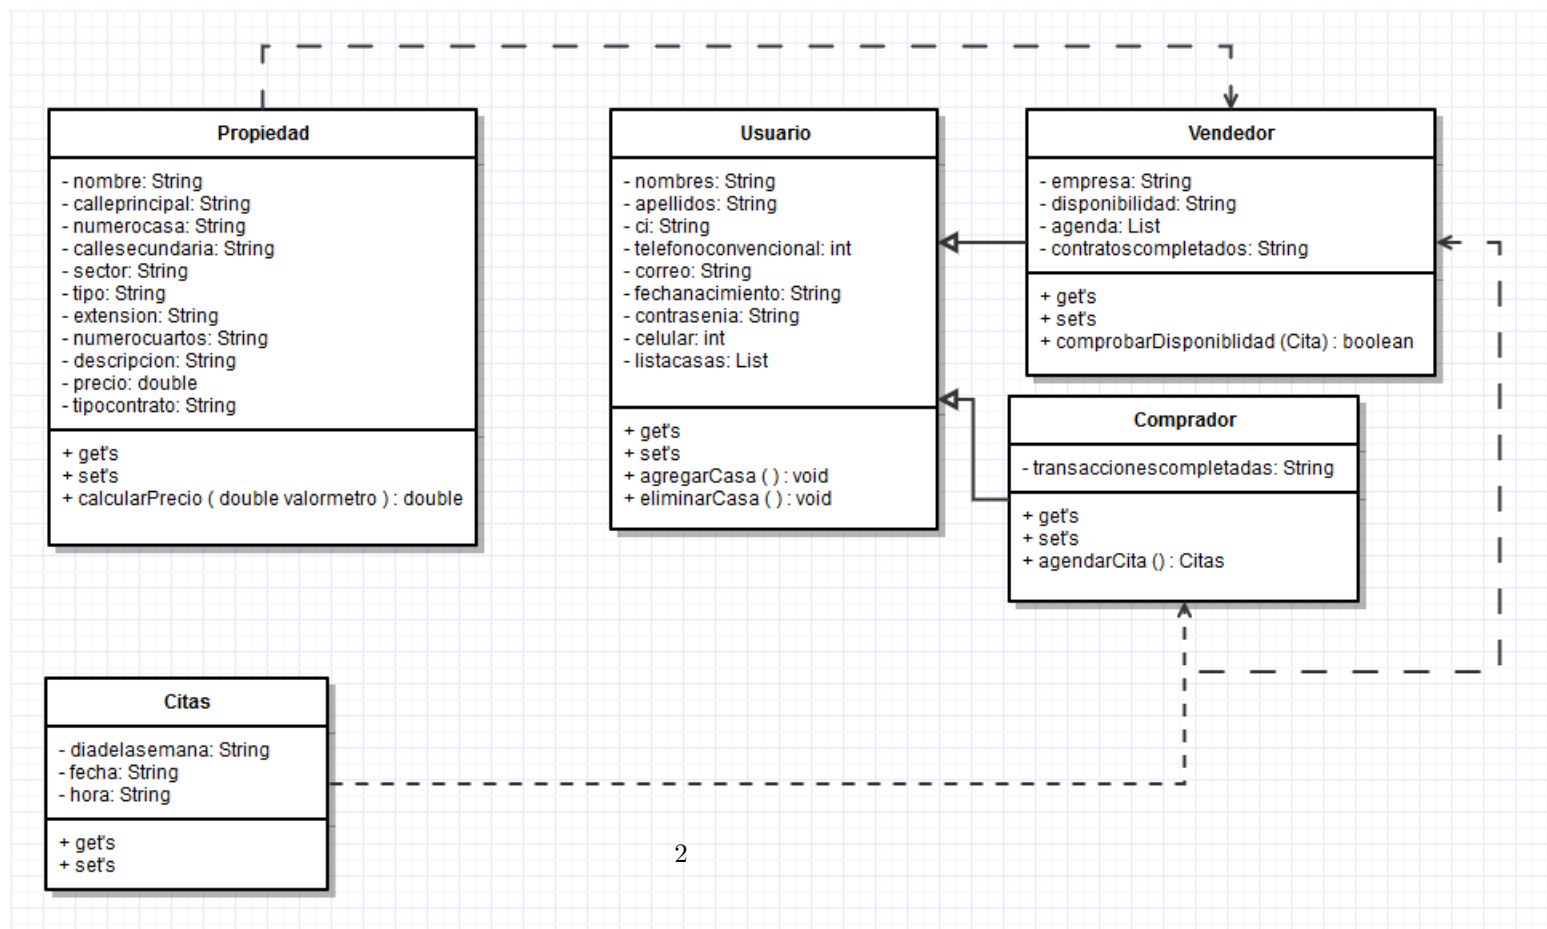 Propiedad
- nombre: String
- calleprincipal: String
- numerocasa: String
- callesecundaria: String
- sector: String
- tipo: String
- extension: String
- numerocuartos: String
- descripcion: String
- precio: double
- tipocontrato: String
+ get's
+ set's
+ calcularPrecio ( double valormetro ) : double
Usuario
- nombres: String
- apellidos: String
- ci: String
- telefonoconvencional: int
- correo: String
- fechanacimiento: String
- contrasenia: String
- celular: int
- listacasas: List
+ get's
+ set's
+ agregarCasa ( ) : void
+ eliminarCasa ( ) : void
Vendedor
- empresa: String
- disponibilidad: String
- agenda: List
- contratoscompletados: String
+ get's
+ set's
+ comprobarDisponiblidad (Cita) : boolean
Comprador
- transaccionescompletadas: String
+ get's
+ set's
+ agendarCita () : Citas
Citas
- diadelasemana: String
- fecha: String
- hora: String
+ get's
+ set's
2